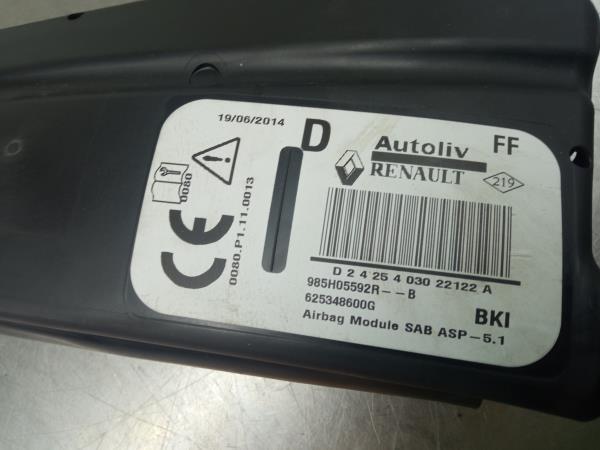 19/06/2014
D
Autoliv
FF
RENAULT
219
0080
0080.P1.11.0013
CE
D 2 4 25 4 030 22122 A
985H05592R--B
625348600G
BKI
Airbag Module SAB ASP-5.1